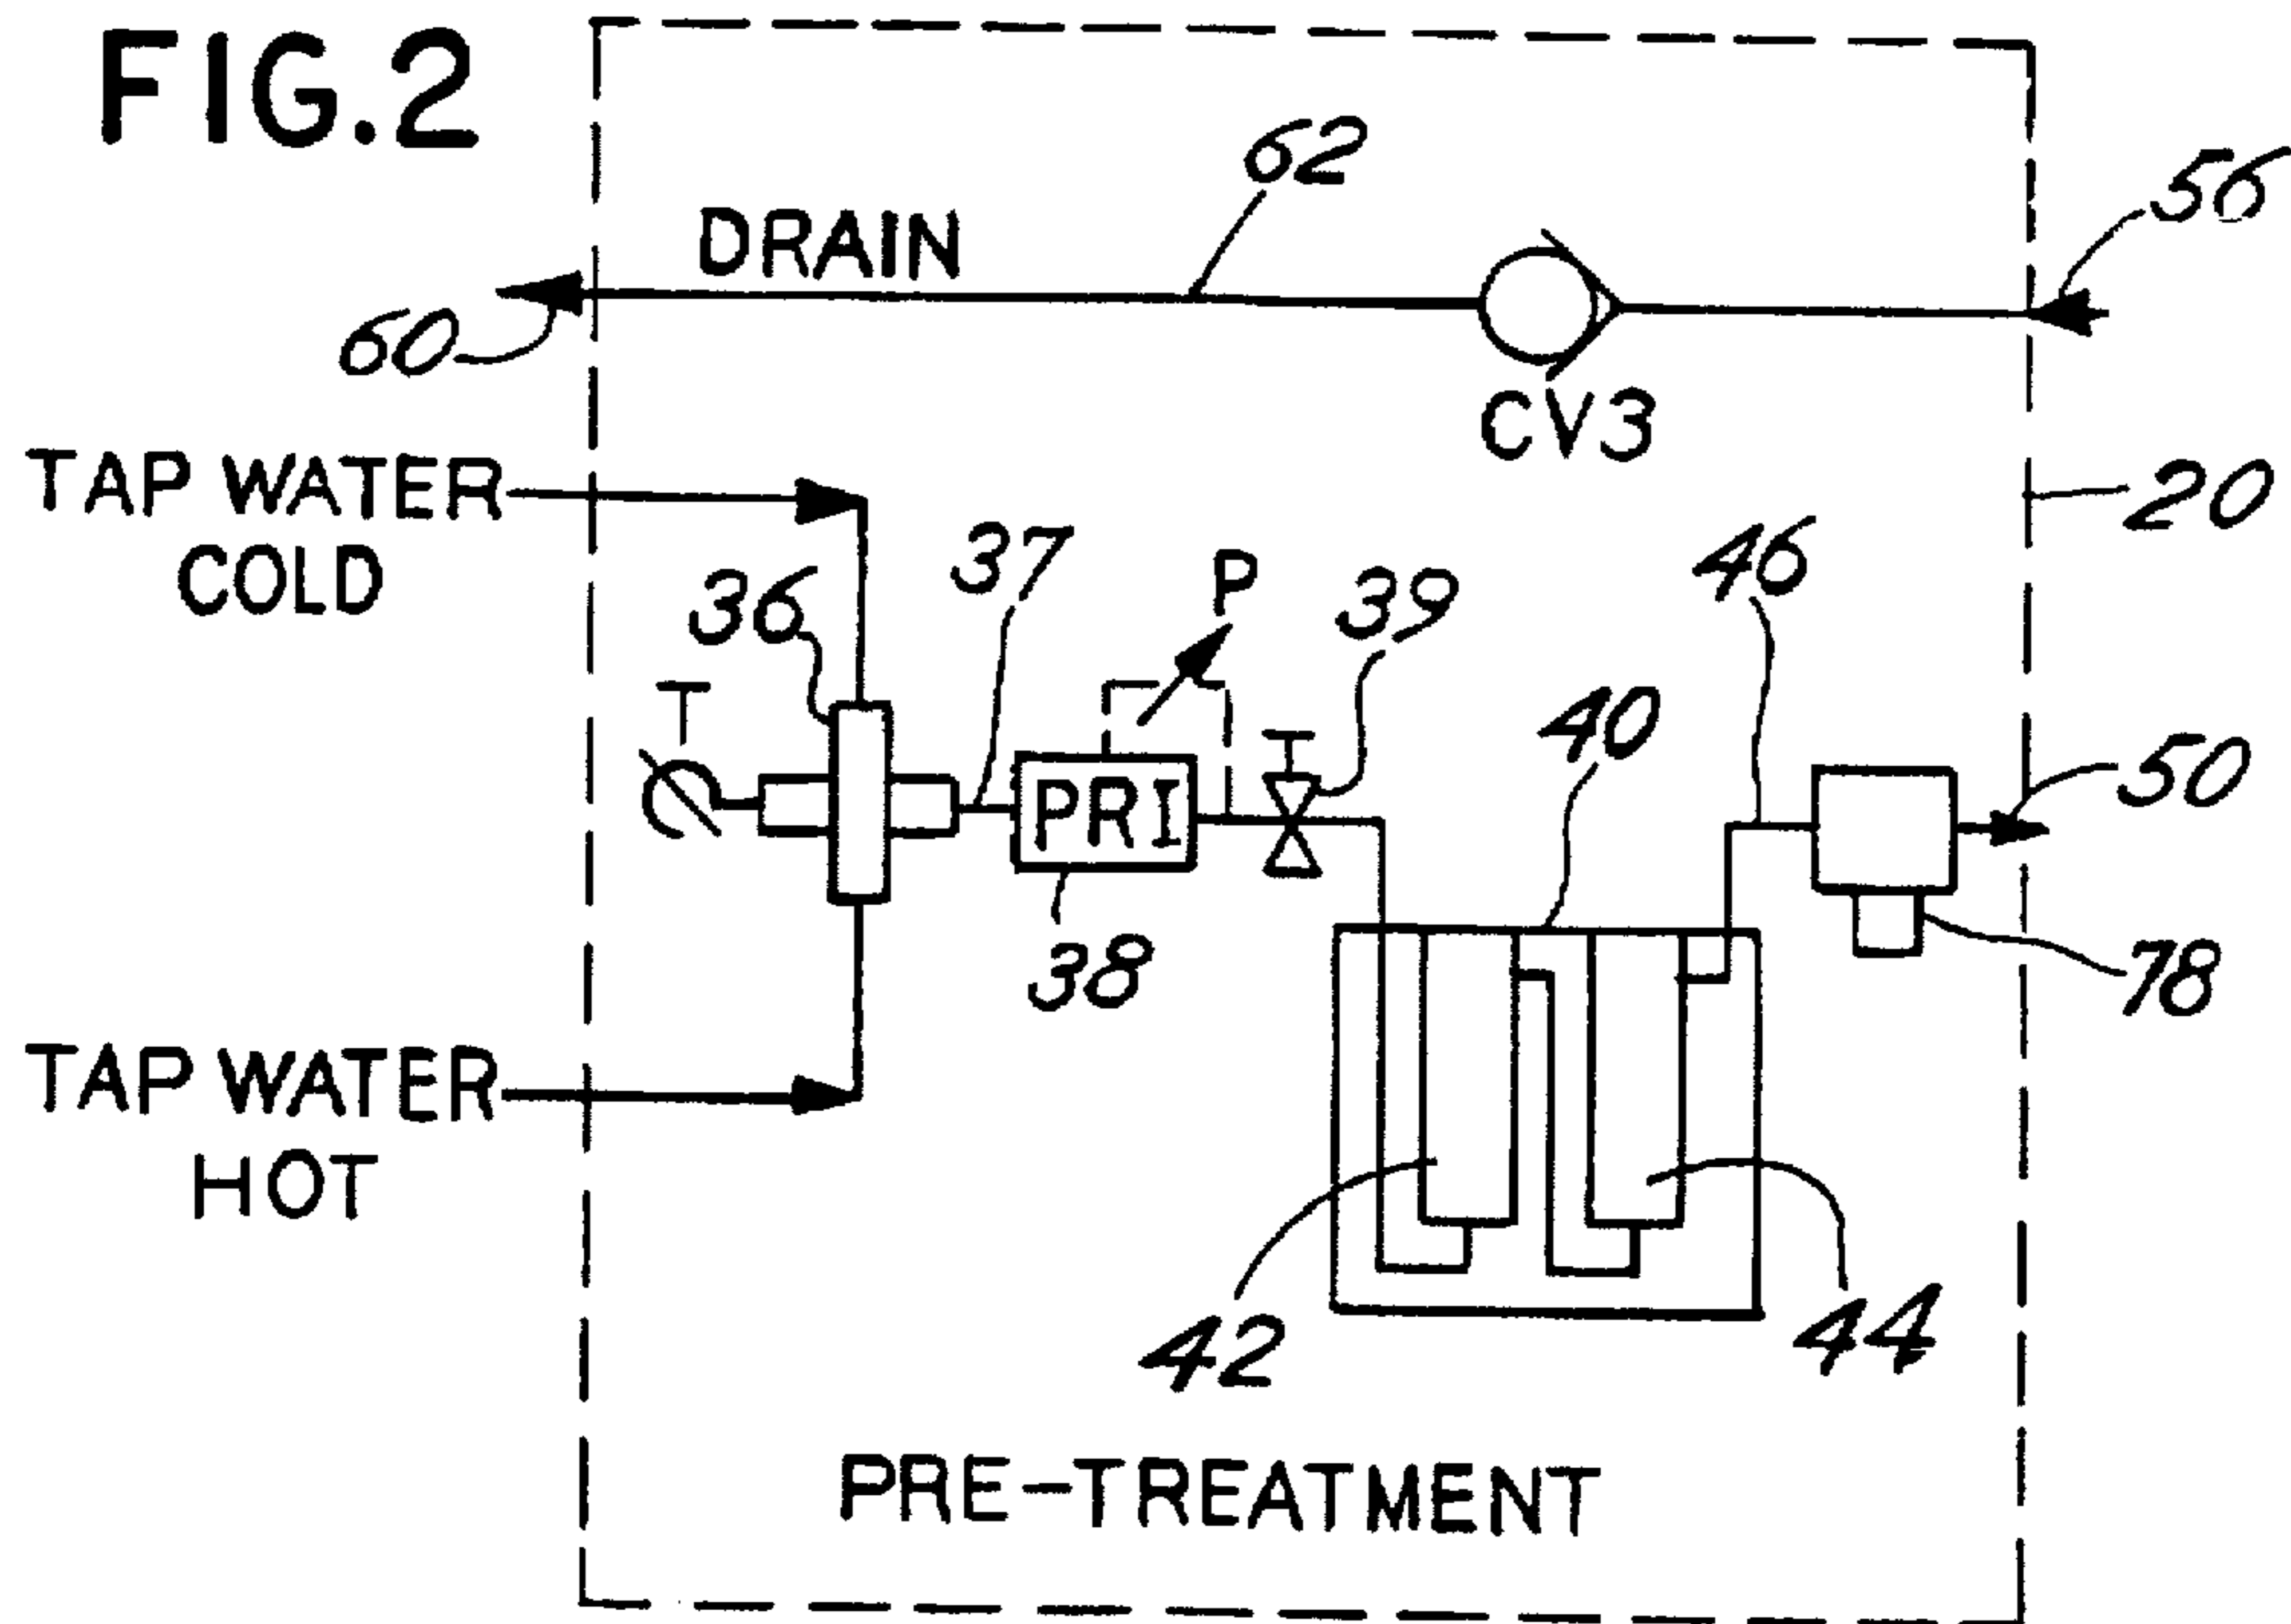 FIG.2
62
56
DRAIN
60
CV3
TAP WATER
COLD
20
37
P
39
46
36
T
40
50
PRI
38
78
TAP WATER
HOT
42
44
PRE-TREATMENT